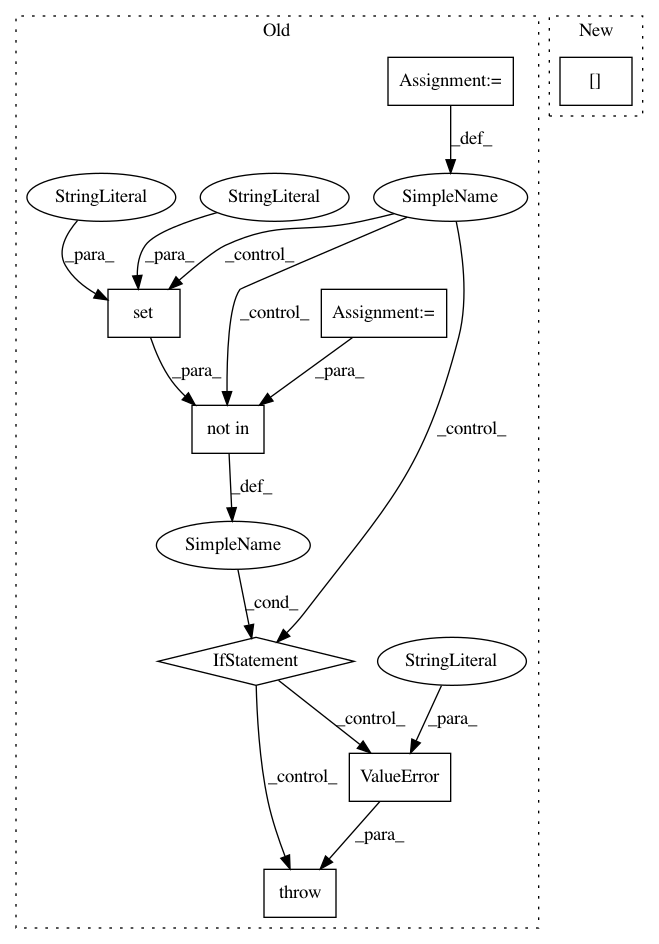 Old
New
Assignment:=
[]
_def_
StringLiteral
StringLiteral
SimpleName
_para_
_para_
_control_
set
_control_
Assignment:=
_para_
_para_
_control_
not in
_def_
SimpleName
_cond_
IfStatement
StringLiteral
_control_
_para_
_control_
ValueError
_para_
throw